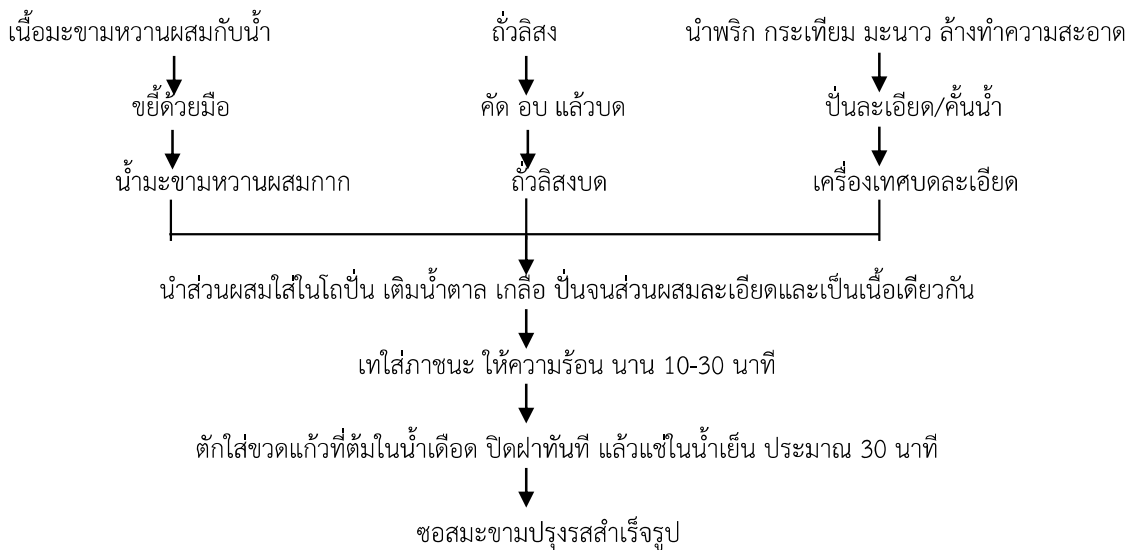 เนื้อมะขามหวานผสมกับน้ำ ถั่วลิสง นำพริก กระเทียม มะนาว ล้างทำความสะอาด
ขยี้ด้วยมือ คัด อบ แล้วบด ปั่นละเอียด/คั้นน้ำ
น้ำมะขามหวานผสมกาก ถั่วลิสงบด เครื่องเทศบดละเอียด
นำส่วนผสมใส่ในโถปั่น เติมน้ำตาล เกลือ ปั่นจนส่วนผสมละเอียดและเป็นเนื้อเดียวกัน
เทใส่ภาชนะ ให้ความร้อน นาน 10-30 นาที
ตักใส่ขวดแก้วที่ต้มในน้ำเดือด ปิดฝาทันที แล้วแช่ในน้ำเย็น ประมาณ 30 นาที
ซอสมะขามปรุงรสสำเร็จรูป